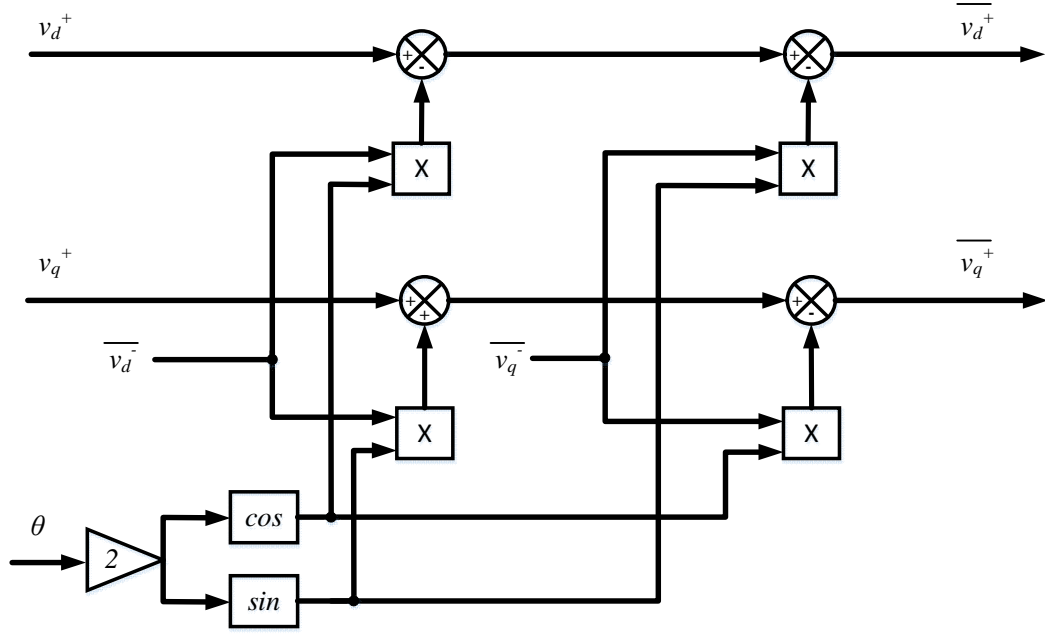 v_d^+
\overline{v_d^+}
+
-
+
-
X
X
v_q^+
\overline{v_q^+}
+
+
+
-
\overline{v_d^-}
\overline{v_q^-}
X
X
cos
θ
2
sin